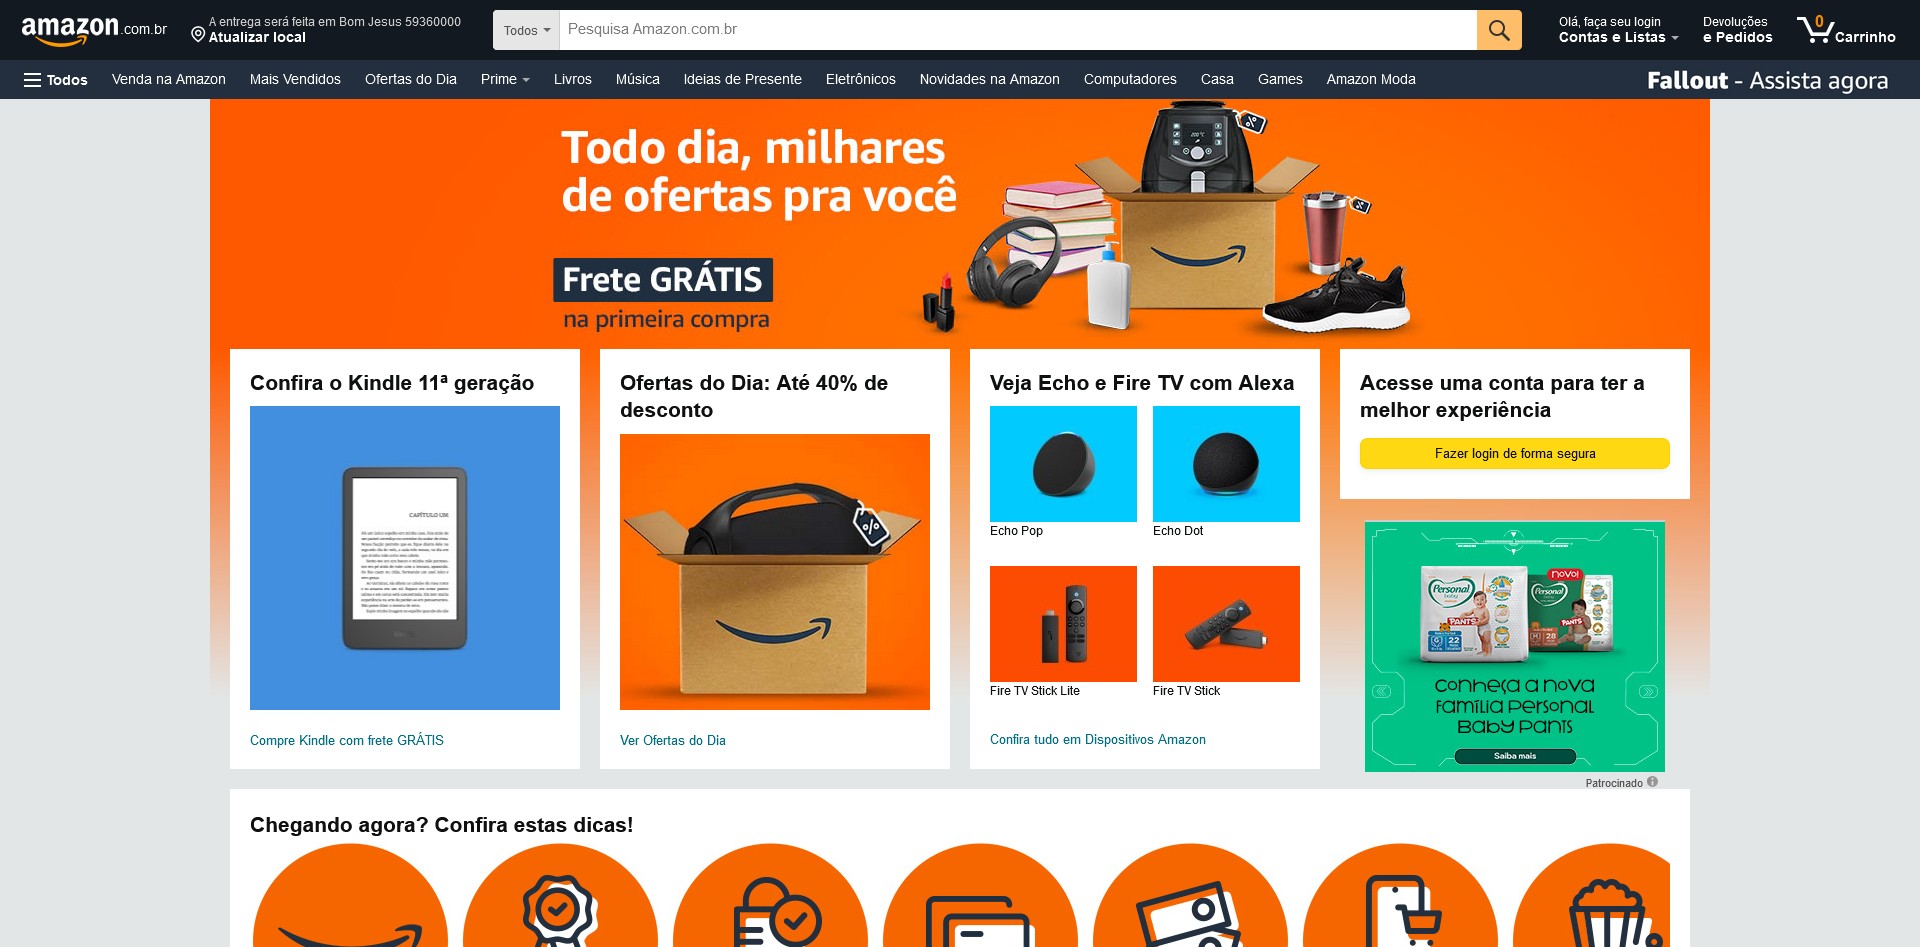 amazon.com.br
A entrega será feita em Bom Jesus 59360000
Atualizar local
Todos
Pesquisa Amazon.com.br
Olá, faça seu login
Contas e Listas
Devoluções
e Pedidos
0
Carrinho
Todos
Venda na Amazon
Mais Vendidos
Ofertas do Dia
Prime
Livros
Música
Ideias de Presente
Eletrônicos
Novidades na Amazon
Computadores
Casa
Games
Amazon Moda
Fallout - Assista agora
Todo dia, milhares
de ofertas pra você
Frete GRÁTIS
na primeira compra
Confira o Kindle 11ª geração
CAPÍTULO UM
Compre Kindle com frete GRÁTIS
Ofertas do Dia: Até 40% de
desconto
%
Ver Ofertas do Dia
Veja Echo e Fire TV com Alexa
Echo Pop
Echo Dot
Fire TV Stick Lite
Fire TV Stick
Confira tudo em Dispositivos Amazon
Acesse uma conta para ter a
melhor experiência
Fazer login de forma segura
Personal
baby
PANTS
G
22
NOVO!
Personal
baby
PANTS
M
28
Conheça a nova
família Personal
Baby Pants
Saiba mais
Patrocinado
Chegando agora? Confira estas dicas!